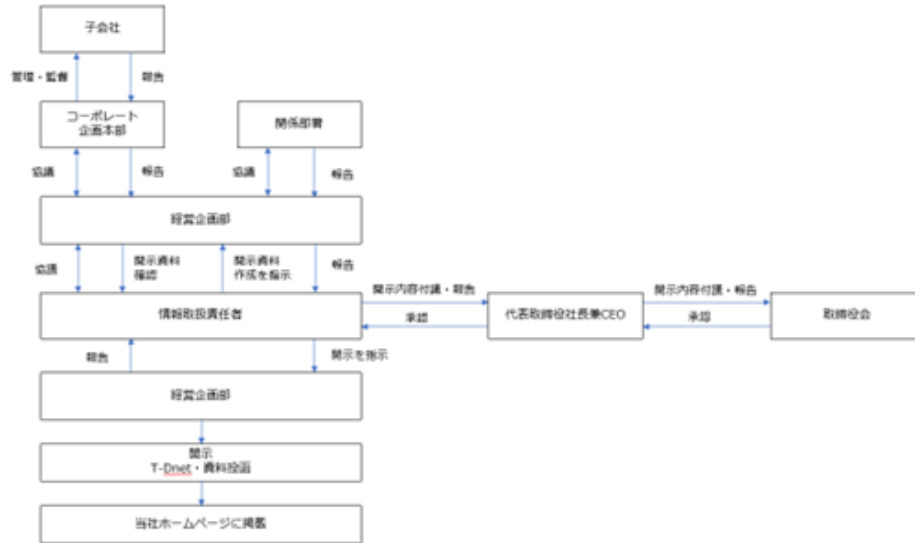 子会社
管理・監督
報告
コーポレート
企画本部
関係部署
協議
報告
協議
報告
経営企画部
協議
開示資料
確認
開示資料
作成を指示
報告
開示内容付議・報告
開示内容付議・報告
情報取扱責任者
承認
代表取締役社長兼CEO
承認
取締役会
報告
開示を指示
経営企画部
開示
T-Dnet・資料投函
当社ホームページに掲載